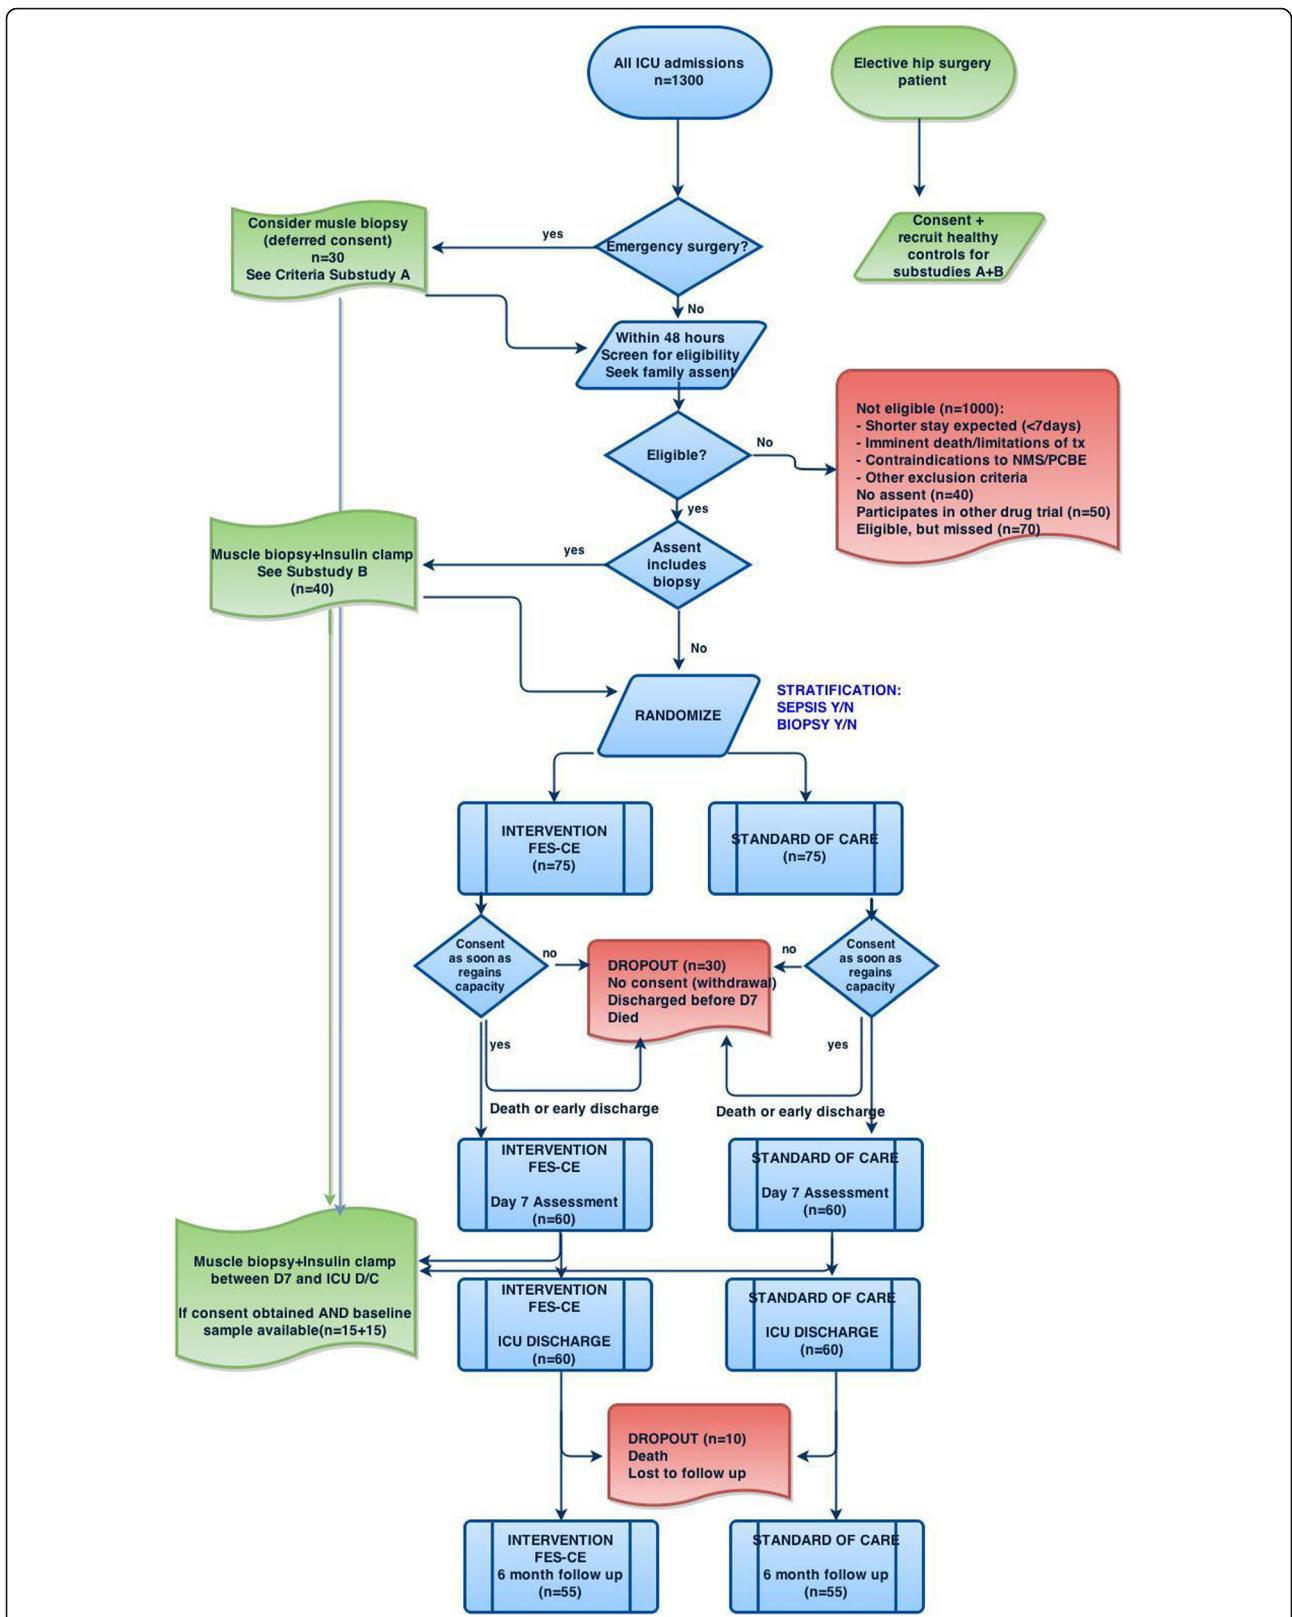 All ICU admissions
n=1300
Elective hip surgery
patient
Consider musle biopsy
(deferred consent)
n=30
See Criteria Substudy A
yes
Emergency surgery?
Consent +
recruit healthy
controls for
substudies A+B
No
Within 48 hours
Screen for eligibility
Seek family assent
Eligible?
No
Not eligible (n=1000):
- Shorter stay expected (<7days)
- Imminent death/limitations of tx
- Contraindications to NMS/PCBE
- Other exclusion criteria
No assent (n=40)
Participates in other drug trial (n=50)
Eligible, but missed (n=70)
yes
Muscle biopsy+Insulin clamp
See Substudy B
(n=40)
yes
Assent
includes
biopsy
No
RANDOMIZE
STRATIFICATION:
SEPSIS Y/N
BIOPSY Y/N
INTERVENTION
FES-CE
(n=75)
STANDARD OF CARE
(n=75)
Consent
as soon as
regains
capacity
no
DROPOUT (n=30)
No consent (withdrawal)
Discharged before D7
Died
no
Consent
as soon as
regains
capacity
yes
yes
Death or early discharge
Death or early discharge
INTERVENTION
FES-CE
Day 7 Assessment
(n=60)
STANDARD OF CARE
Day 7 Assessment
(n=60)
Muscle biopsy+Insulin clamp
between D7 and ICU D/C
If consent obtained AND baseline
sample available(n=15+15)
INTERVENTION
FES-CE
ICU DISCHARGE
(n=60)
STANDARD OF CARE
ICU DISCHARGE
(n=60)
DROPOUT (n=10)
Death
Lost to follow up
INTERVENTION
FES-CE
6 month follow up
(n=55)
STANDARD OF CARE
6 month follow up
(n=55)